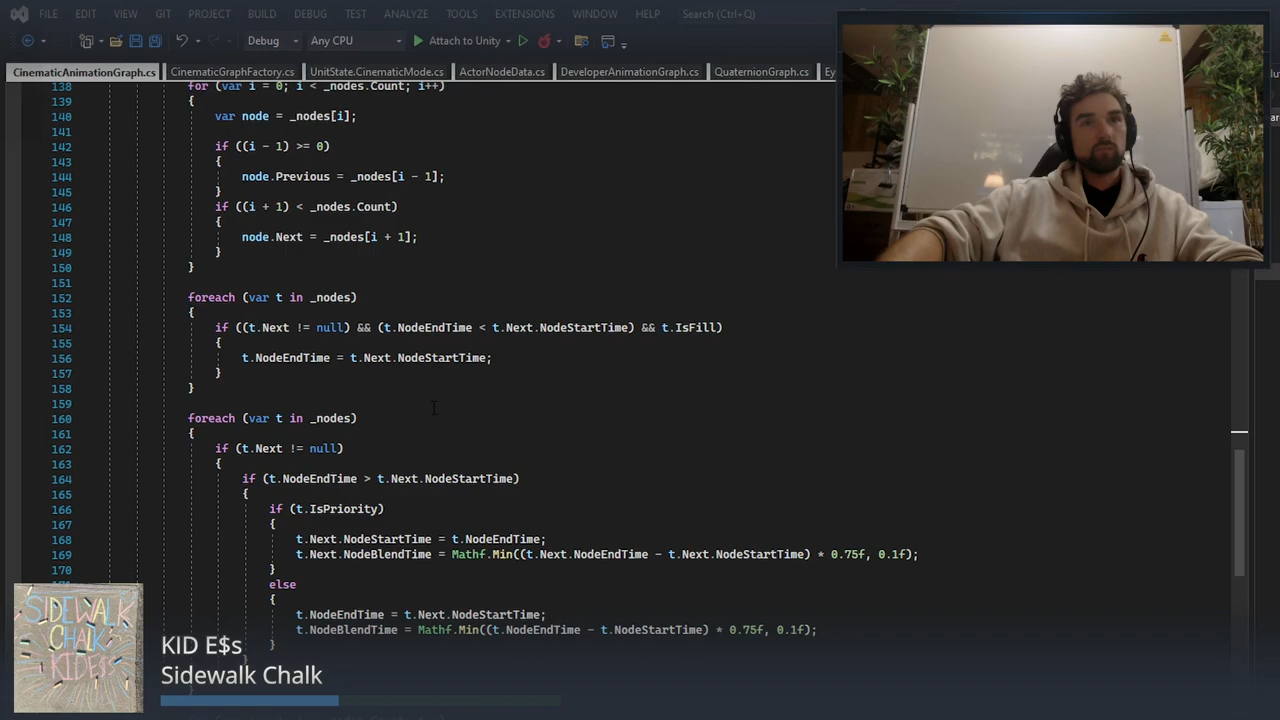 FILE EDIT VIEW GIT PROJECT BUILD DEBUG TEST ANALYZE TOOLS EXTENSIONS WINDOW HELP Search (Ctrl+Q)
Debug Any CPU Attach to Unity
CinematicAnimationGraph.cs CinematicGraphFactory.cs UnitState.CinematicMode.cs ActorNodeData.cs DeveloperAnimationGraph.cs QuaternionGraph.cs Ey
138 for (var i = 0; i < _nodes.Count; i++)
139 {
140 var node = _nodes[i];
141
142 if ((i - 1) >= 0)
143 {
144 node.Previous = _nodes[i - 1];
145 }
146 if ((i + 1) < _nodes.Count)
147 {
148 node.Next = _nodes[i + 1];
149 }
150 }
151
152 foreach (var t in _nodes)
153 {
154 if ((t.Next != null) && (t.NodeEndTime < t.Next.NodeStartTime) && t.IsFill)
155 {
156 t.NodeEndTime = t.Next.NodeStartTime;
157 }
158 }
159
160 foreach (var t in _nodes)
161 {
162 if (t.Next != null)
163 {
164 if (t.NodeEndTime > t.Next.NodeStartTime)
165 {
166 if (t.IsPriority)
167 {
168 t.Next.NodeStartTime = t.NodeEndTime;
169 t.Next.NodeBlendTime = Mathf.Min((t.Next.NodeEndTime - t.Next.NodeStartTime) * 0.75f, 0.1f);
170 }
else
{
t.NodeEndTime = t.Next.NodeStartTime;
t.NodeBlendTime = Mathf.Min((t.NodeEndTime - t.NodeStartTime) * 0.75f, 0.1f);
}
SIDEWALK
CHALK
KIDE$S
KID E$s
Sidewalk Chalk